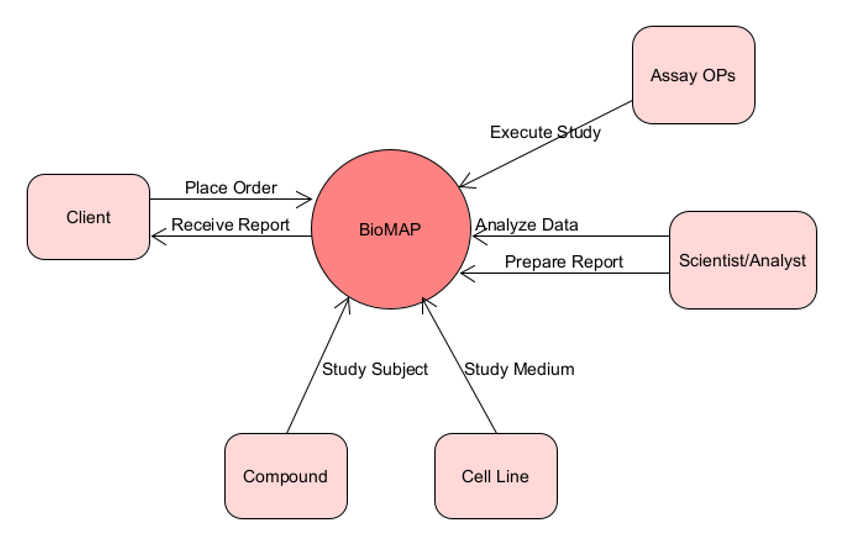 Assay OPs
Execute Study
Place Order
Client
Receive Report
BioMAP
Analyze Data
Prepare Report
Scientist/Analyst
Study Subject
Study Medium
Compound
Cell Line